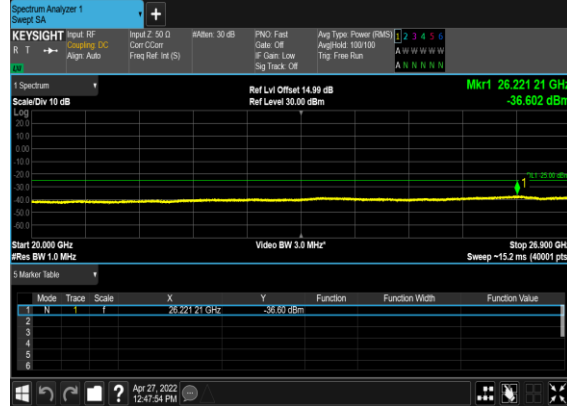 Spectrum Analyzer 1
Swept SA
+
KEYSIGHT Input: RF Input Z: 50 Ω #Atten: 30 dB PNO: Fast Avg Type: Power (RMS) 1 2 3 4 5 6
R T Coupling: DC Corr CCorr Gate: Off Avg|Hold: 100/100 A W W W W W
Align: Auto Freq Ref: Int (S) IF Gain: Low Trig: Free Run
Sig Track: Off A N N N N N
1 Spectrum Ref Lvl Offset 14.99 dB Mkr1 26.221 21 GHz
Scale/Div 10 dB Ref Level 30.00 dBm -36.602 dBm
Log
20.0
10.0
0.00
-10.0
-20.0
-30.0
-40.0
-50.0
-60.0
1
Start 20.000 GHz Video BW 3.0 MHz* Stop 26.900 GHz
#Res BW 1.0 MHz Sweep ~15.2 ms (40001 pts)
5 Marker Table
Mode Trace Scale X Y Function Function Width Function Value
1 N 1 f 26.221 21 GHz -36.60 dBm
2
3
4
5
6
? Apr 27, 2022
12:47:54 PM